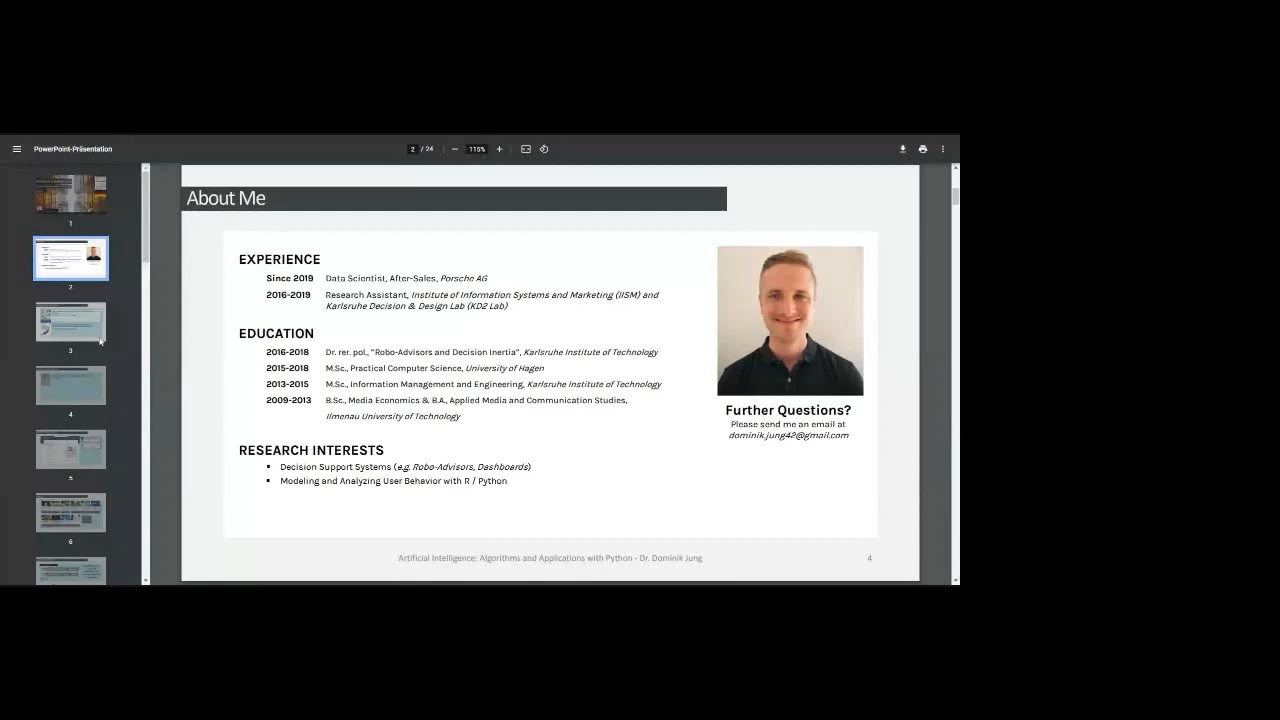 PowerPoint-Präsentation
2 / 24
115%
1
2
3
4
5
6
About Me
EXPERIENCE
Since 2019 Data Scientist, After-Sales, Porsche AG
2016-2019 Research Assistant, Institute of Information Systems and Marketing (IISM) and
Karlsruhe Decision & Design Lab (KD2 Lab)
EDUCATION
2016-2018 Dr. rer. pol., "Robo-Advisors and Decision Inertia", Karlsruhe Institute of Technology
2015-2018 M.Sc., Practical Computer Science, University of Hagen
2013-2015 M.Sc., Information Management and Engineering, Karlsruhe Institute of Technology
2009-2013 B.Sc., Media Economics & B.A., Applied Media and Communication Studies,
Ilmenau University of Technology
RESEARCH INTERESTS
▪ Decision Support Systems (e.g. Robo-Advisors, Dashboards)
▪ Modeling and Analyzing User Behavior with R / Python
Further Questions?
Please send me an email at
dominik.jung42@gmail.com
Artificial Intelligence: Algorithms and Applications with Python - Dr. Dominik Jung
4